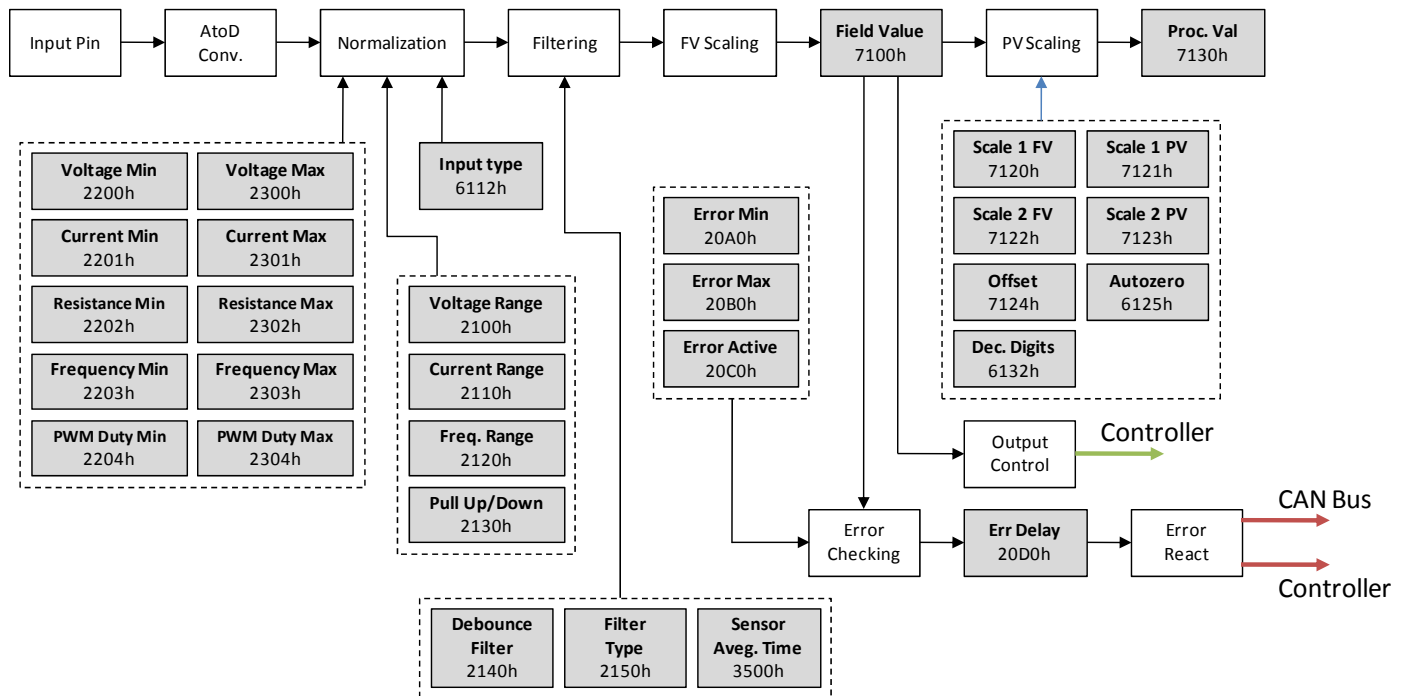 Input Pin
AtoD
Conv.
Normalization
Filtering
FV Scaling
Field Value
7100h
PV Scaling
Proc. Val
7130h
Voltage Min
2200h
Voltage Max
2300h
Current Min
2201h
Current Max
2301h
Resistance Min
2202h
Resistance Max
2302h
Frequency Min
2203h
Frequency Max
2303h
PWM Duty Min
2204h
PWM Duty Max
2304h
Input type
6112h
Voltage Range
2100h
Current Range
2110h
Freq. Range
2120h
Pull Up/Down
2130h
Debounce
Filter
2140h
Filter
Type
2150h
Sensor
Aveg. Time
3500h
Error Min
20A0h
Error Max
20B0h
Error Active
20C0h
Scale 1 FV
7120h
Scale 1 PV
7121h
Scale 2 FV
7122h
Scale 2 PV
7123h
Offset
7124h
Autozero
6125h
Dec. Digits
6132h
Output
Control
Controller
Error
Checking
Err Delay
20D0h
Error
React
CAN Bus
Controller